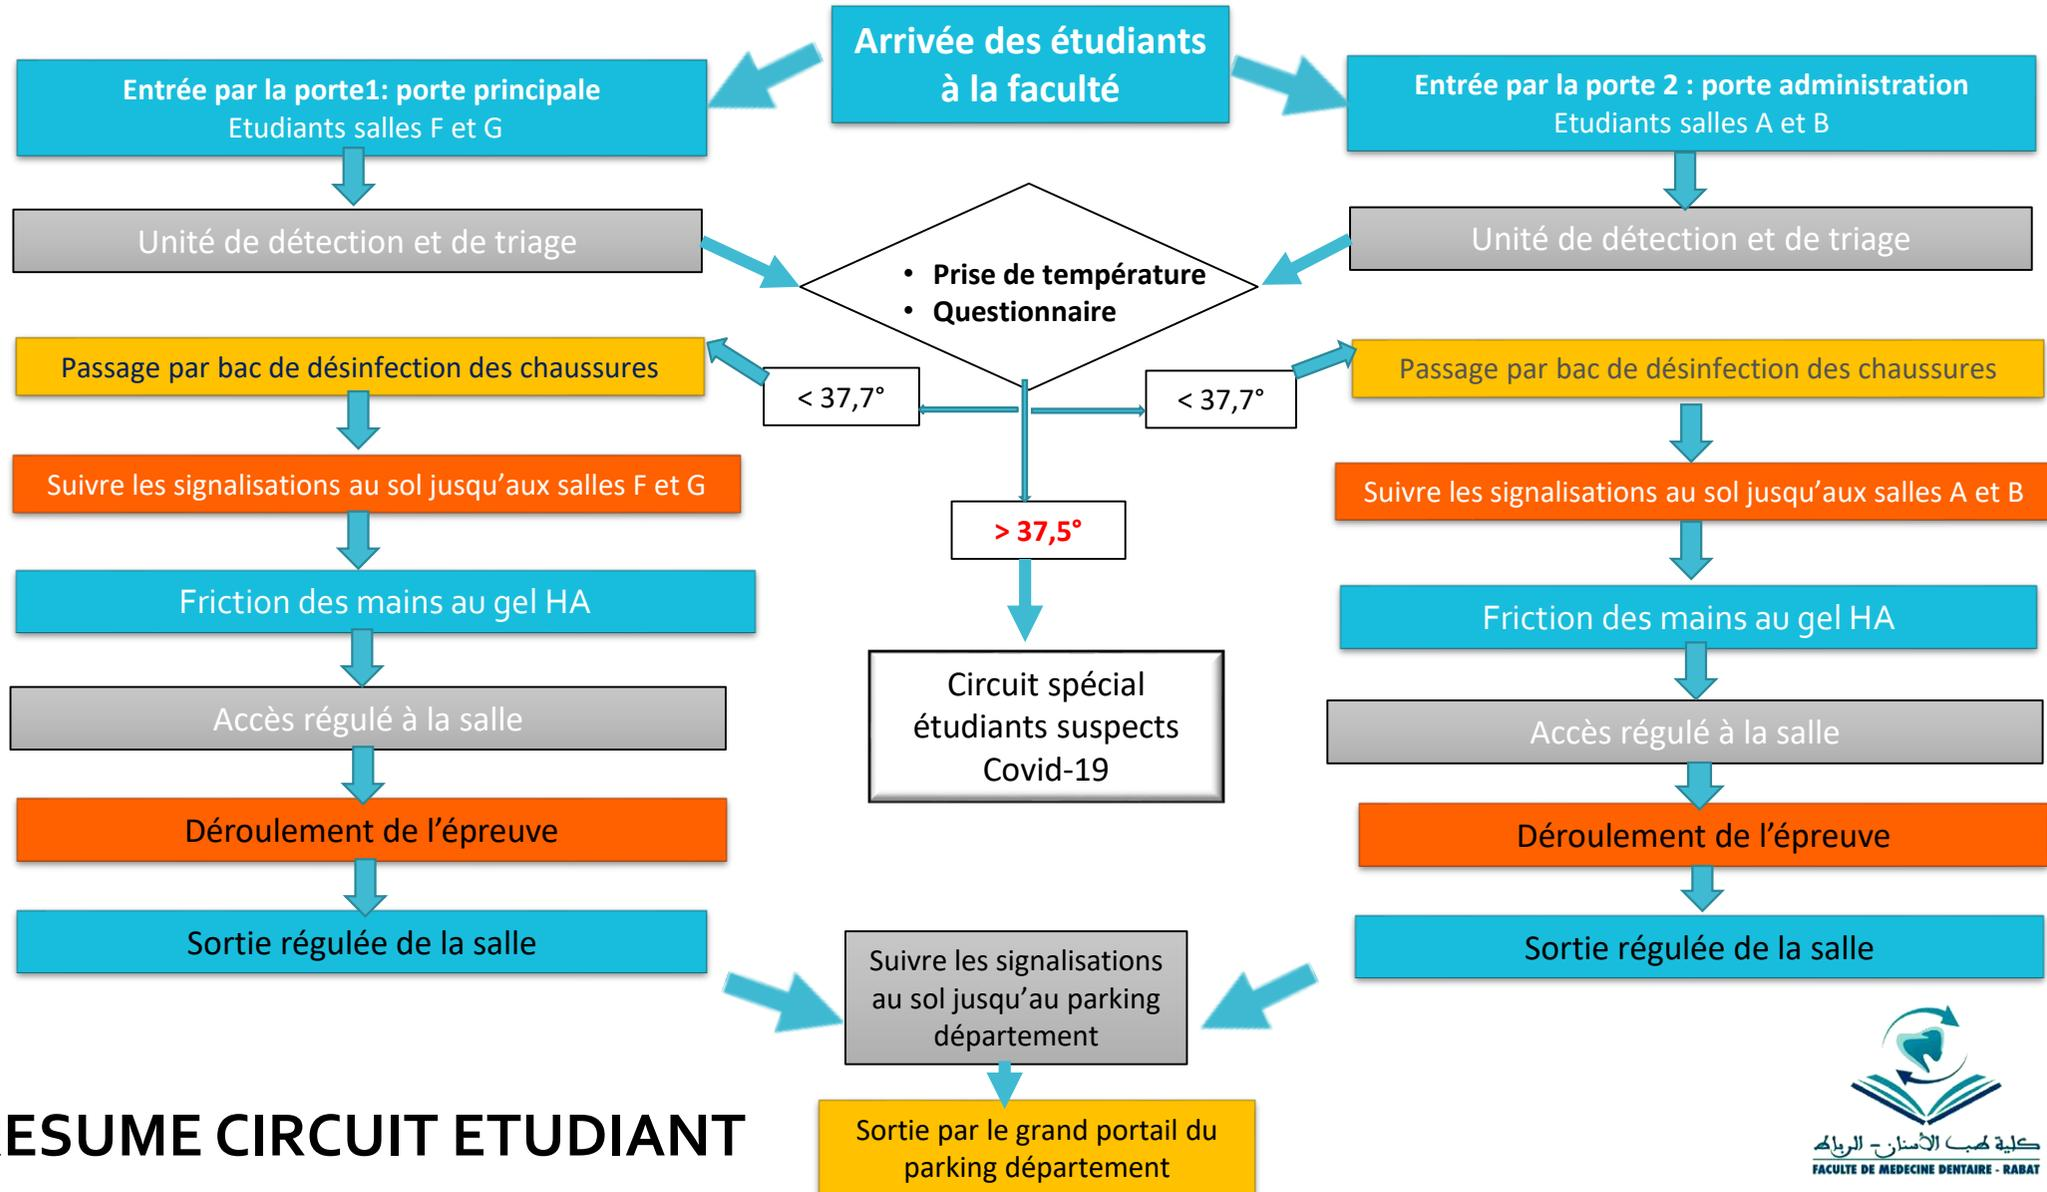 Arrivée des étudiants
à la faculté
Entrée par la porte1: porte principale
Etudiants salles F et G
Entrée par la porte 2 : porte administration
Etudiants salles A et B
Unité de détection et de triage
Unité de détection et de triage
• Prise de température
• Questionnaire
Passage par bac de désinfection des chaussures
< 37,7°
< 37,7°
Passage par bac de désinfection des chaussures
Suivre les signalisations au sol jusqu’aux salles F et G
> 37,5°
Suivre les signalisations au sol jusqu’aux salles A et B
Friction des mains au gel HA
Friction des mains au gel HA
Circuit spécial
étudiants suspects
Covid-19
Accès régulé à la salle
Accès régulé à la salle
Déroulement de l’épreuve
Déroulement de l’épreuve
Sortie régulée de la salle
Sortie régulée de la salle
Suivre les signalisations
au sol jusqu’au parking
département
Sortie par le grand portail du
parking département
ESUME CIRCUIT ETUDIANT
كلية طب الأسنان - الرباط
FACULTE DE MEDECINE DENTAIRE - RABAT